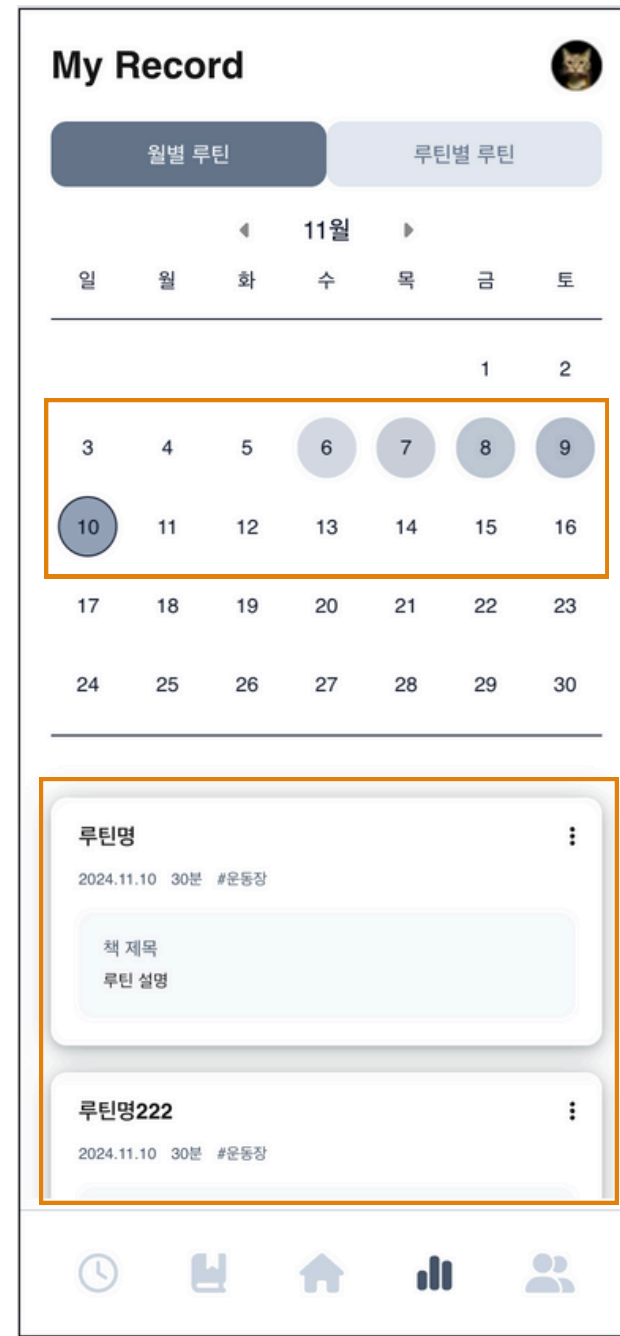 My Record
월별 루틴 루틴별 루틴
11월
일 월 화 수 목 금 토
1 2
3 4 5 6 7 8 9
10 11 12 13 14 15 16
17 18 19 20 21 22 23
24 25 26 27 28 29 30
루틴명
2024.11.10 30분 #운동장
책 제목
루틴 설명
루틴명222
2024.11.10 30분 #운동장